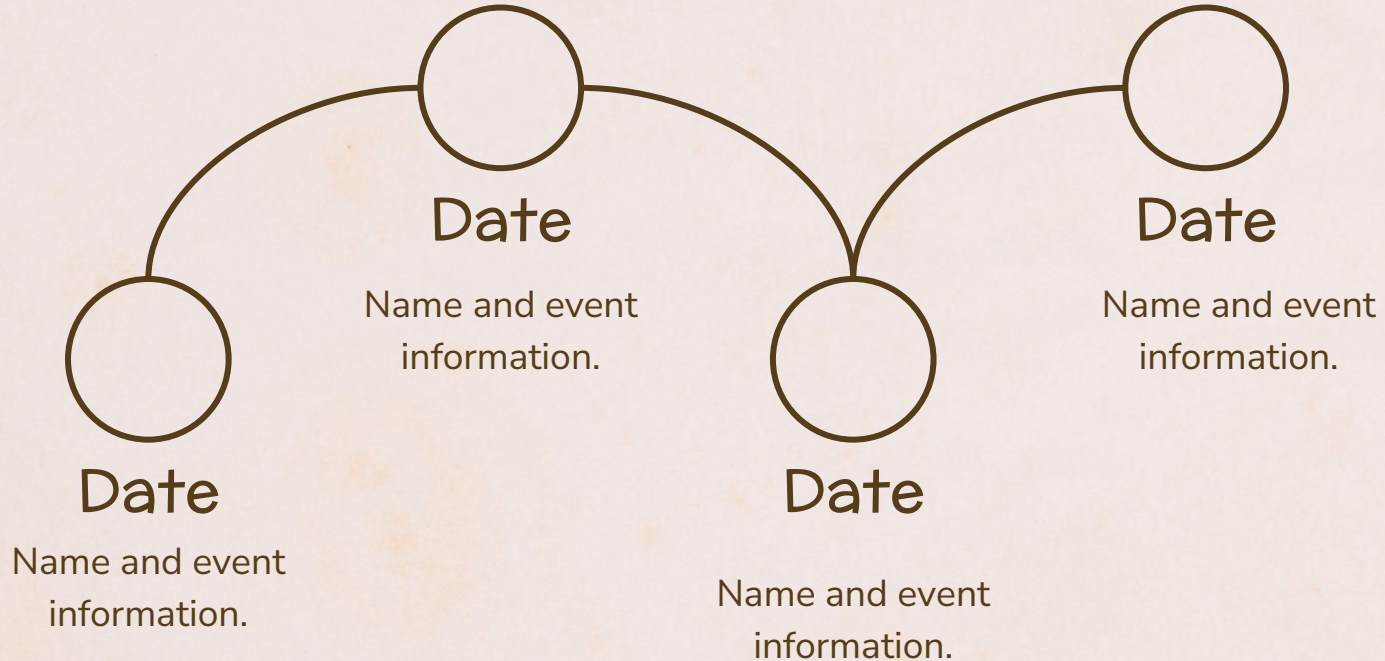 Date
Name and event
information.
Date
Name and event
information.
Date
Name and event
information.
Date
Name and event
information.